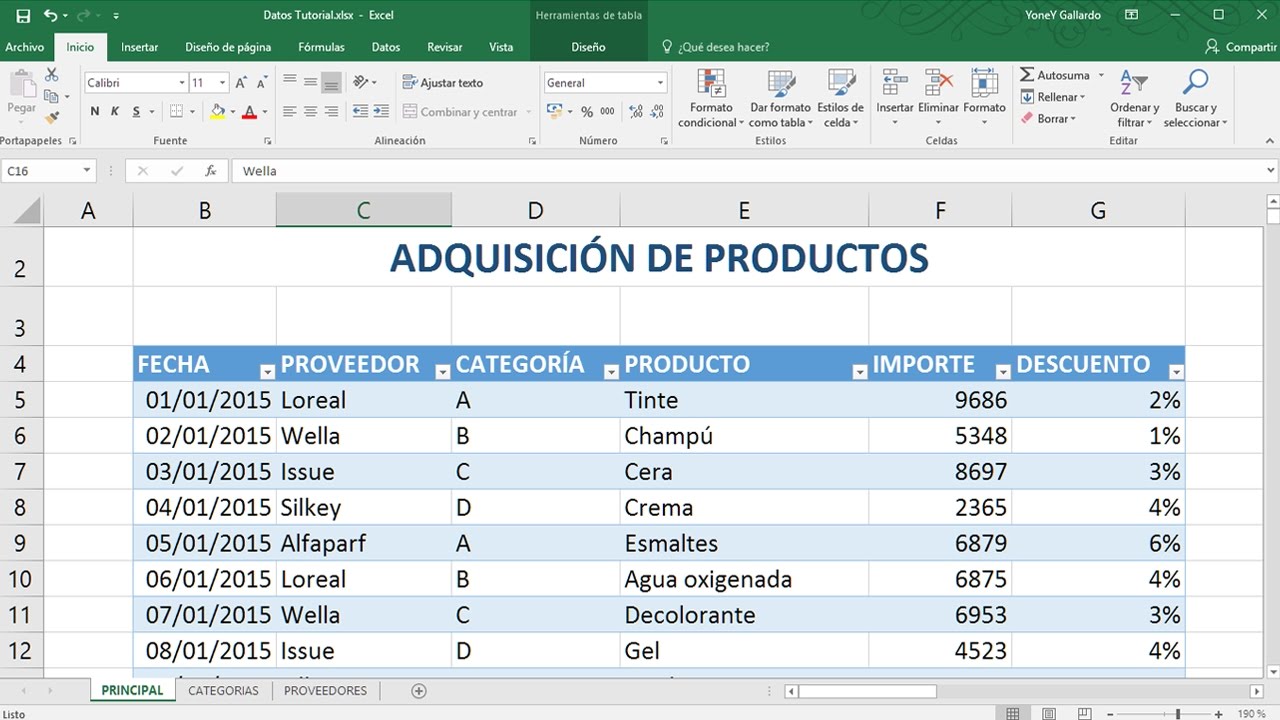 Datos Tutorial.xlsx - Excel
Herramientas de tabla
YoneY Gallardo
Archivo Inicio Insertar Diseño de página Fórmulas Datos Revisar Vista Diseño ¿Qué desea hacer? Compartir
Pegar
Calibri 11
N K S
Ajustar texto
Combinar y centrar
General
% 000
Formato condicional
Dar formato como tabla
Estilos de celda
Insertar Eliminar Formato
Autosuma
Rellenar
Borrar
Ordenar y filtrar
Buscar y seleccionar
Portapapeles Fuente Alineación Número Estilos Celdas Editar
C16 fx Wella
A B C D E F G
2 ADQUISICIÓN DE PRODUCTOS
3
4 FECHA PROVEEDOR CATEGORÍA PRODUCTO IMPORTE DESCUENTO
5 01/01/2015 Loreal A Tinte 9686 2%
6 02/01/2015 Wella B Champú 5348 1%
7 03/01/2015 Issue C Cera 8697 3%
8 04/01/2015 Silkey D Crema 2365 4%
9 05/01/2015 Alfaparf A Esmaltes 6879 6%
10 06/01/2015 Loreal B Agua oxigenada 6875 4%
11 07/01/2015 Wella C Decolorante 6953 3%
12 08/01/2015 Issue D Gel 4523 4%
PRINCIPAL CATEGORIAS PROVEEDORES
Listo 190 %